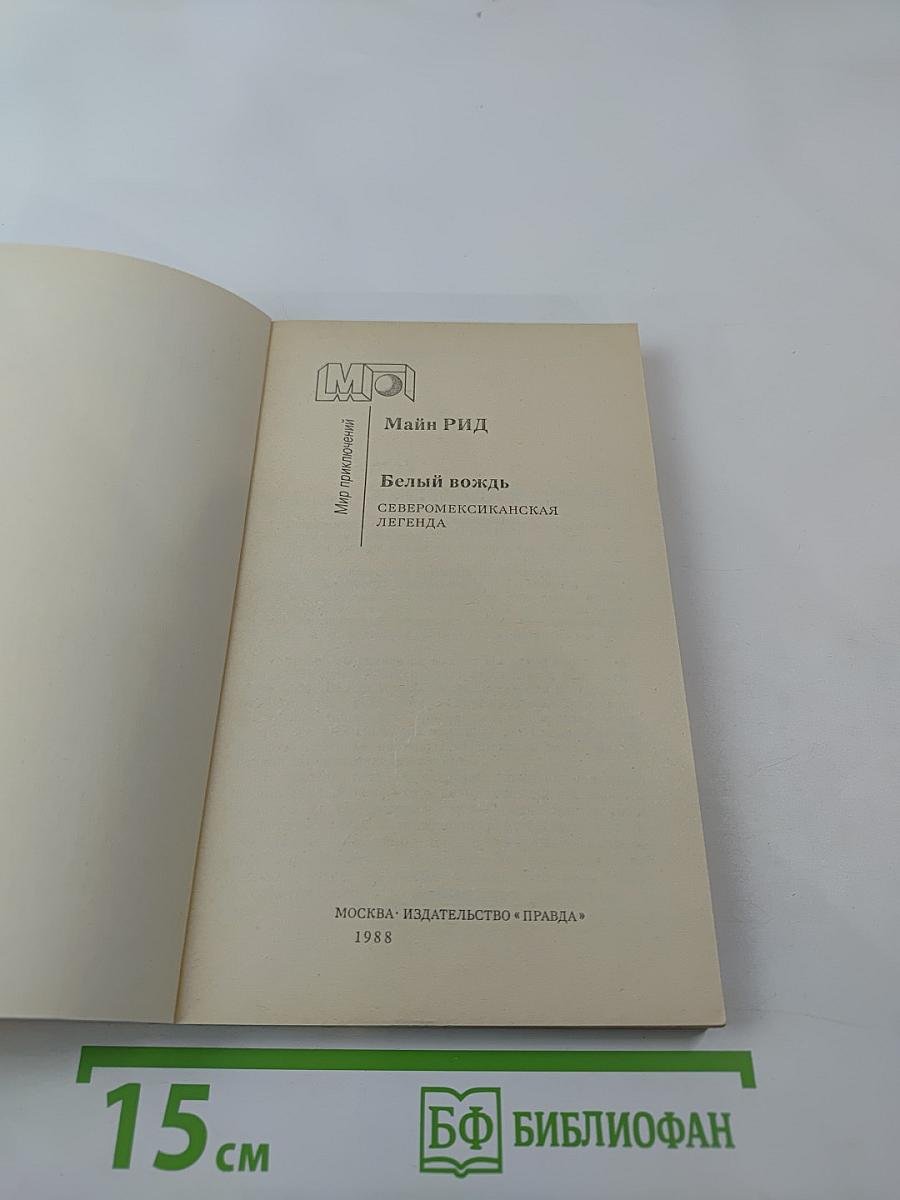 МП
Мир приключений
Майн РИД
Белый вождь
СЕВЕРОМЕКСИКАНСКАЯ
ЛЕГЕНДА
МОСКВА· ИЗДАТЕЛЬСТВО «ПРАВДА»
1988
15 см
БФ БИБЛИОФАН